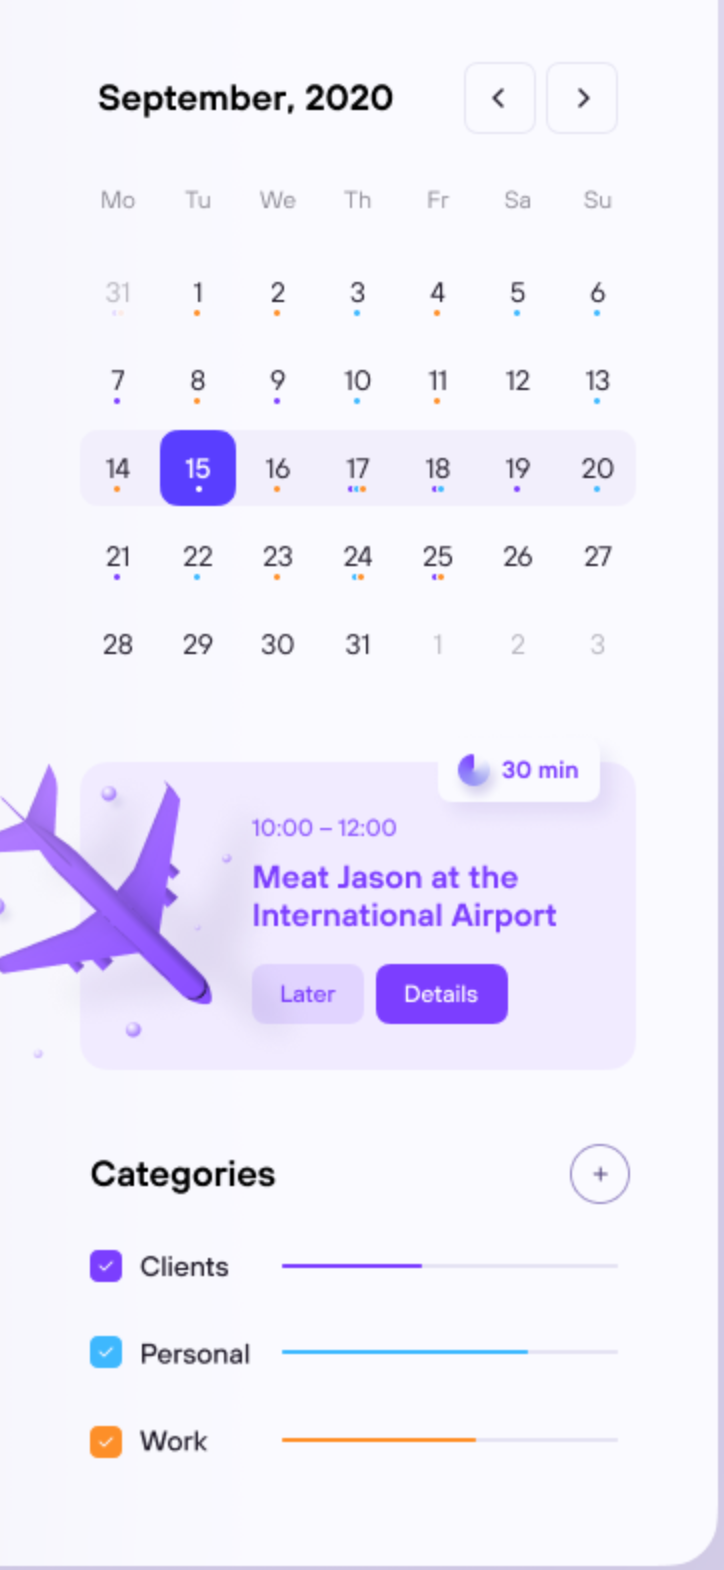 September, 2020
Mo Tu We Th Fr Sa Su
31 1 2 3 4 5 6
7 8 9 10 11 12 13
14 15 16 17 18 19 20
21 22 23 24 25 26 27
28 29 30 31 1 2 3
30 min
10:00 – 12:00
Meat Jason at the
International Airport
Later Details
Categories +
Clients
Personal
Work